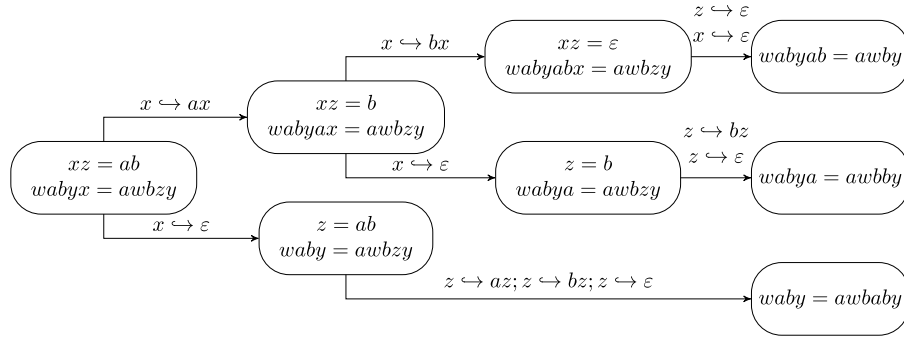 z ↪ ε
x ↪ ε
x ↪ bx
xz = ε
wabyabx = awbzy
wabyab = awby
x ↪ ax
xz = b
wabyax = awbzy
z ↪ bz
z ↪ ε
x ↪ ε
xz = ab
wabyx = awbzy
z = b
wabya = awbzy
wabya = awbby
x ↪ ε
z = ab
waby = awbzy
z ↪ az; z ↪ bz; z ↪ ε
waby = awbaby